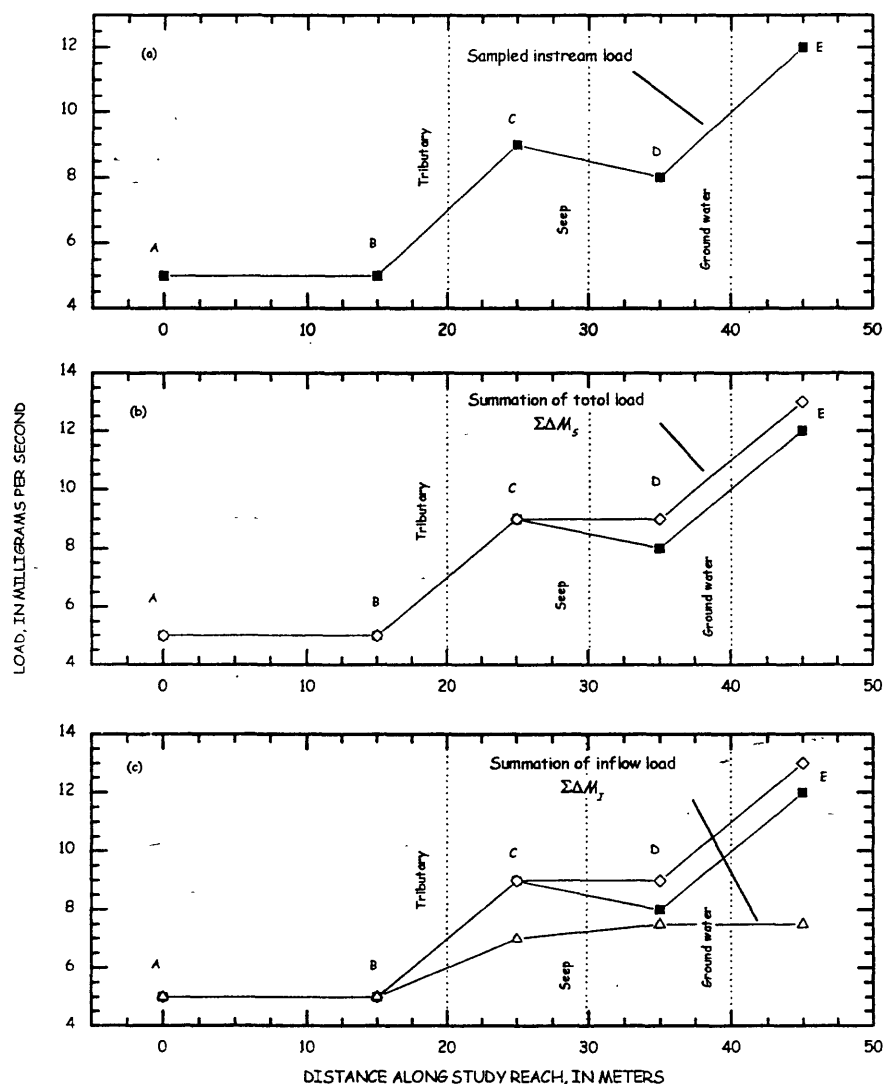 (a)
Sampled instream load
12
10
8
6
4
A
B
C
D
E
Tributary
Seep
Ground water
0 10 20 30 40 50
(b)
Summation of total load
ΣΔMS
14
12
10
8
6
4
A
B
C
D
E
Tributary
Seep
Ground water
0 10 20 30 40 50
(c)
Summation of inflow load
ΣΔMI
14
12
10
8
6
4
A
B
C
D
E
Tributary
Seep
Ground water
0 10 20 30 40 50
LOAD, IN MILLIGRAMS PER SECOND
DISTANCE ALONG STUDY REACH, IN METERS